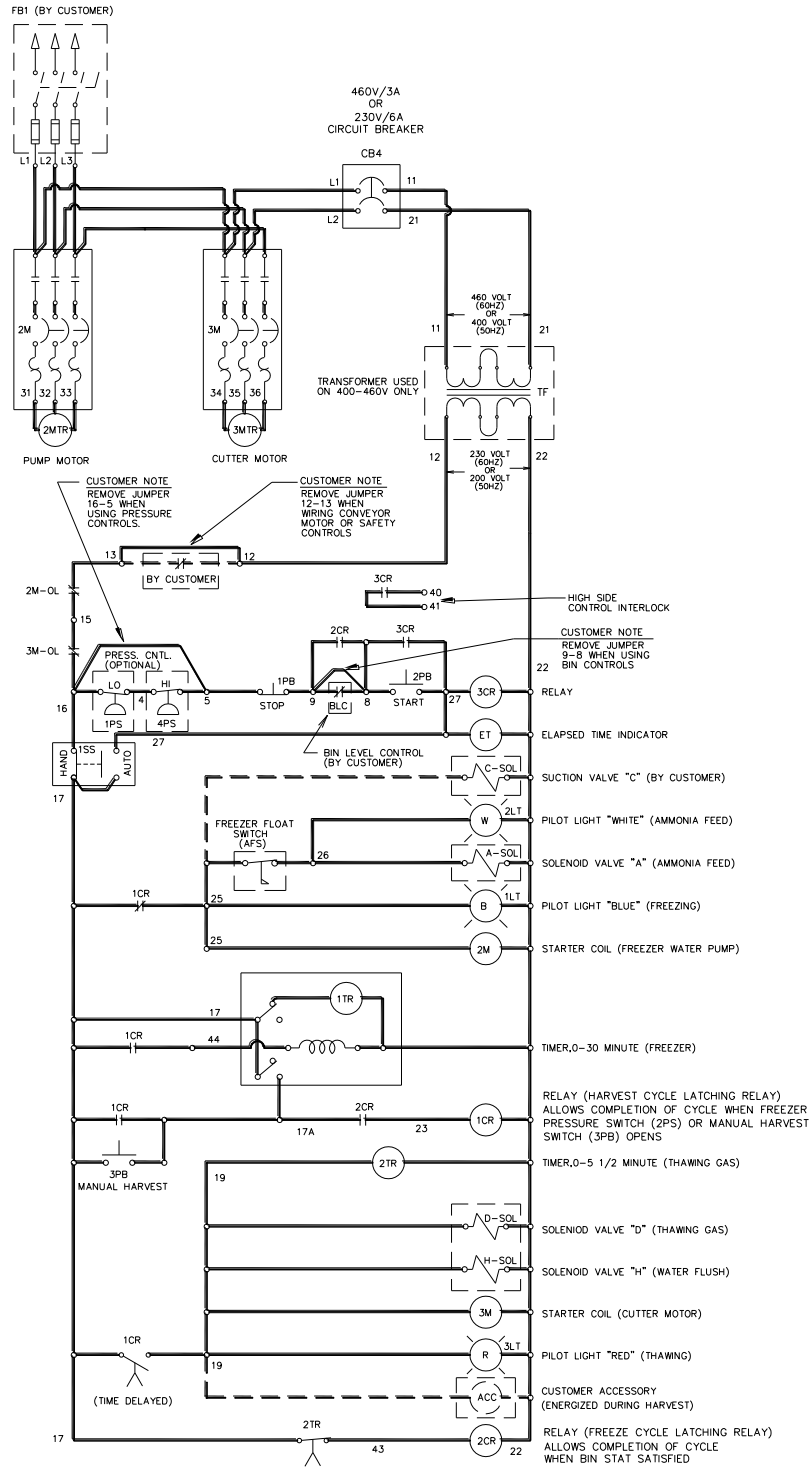 FB1 (BY CUSTOMER)
L1 L2 L3
460V/3A
OR
230V/6A
CIRCUIT BREAKER
CB4
L1
11
L2
21
2M
3M
31 32 33
34 35 36
2MTR
3MTR
PUMP MOTOR
CUTTER MOTOR
460 VOLT
(60HZ)
OR
400 VOLT
(50HZ)
11
21
TRANSFORMER USED
ON 400-460V ONLY
TF
12
230 VOLT
(60HZ)
OR
200 VOLT
(50HZ)
22
CUSTOMER NOTE
REMOVE JUMPER
16-5 WHEN
USING PRESSURE
CONTROLS.
CUSTOMER NOTE
REMOVE JUMPER
12-13 WHEN
WIRING CONVEYOR
MOTOR OR SAFETY
CONTROLS
13
12
BY CUSTOMER
2M-OL
15
3M-OL
3CR
40
41
HIGH SIDE
CONTROL INTERLOCK
CUSTOMER NOTE
REMOVE JUMPER
9-8 WHEN USING
BIN CONTROLS
PRESS. CNTL.
(OPTIONAL)
2CR
3CR
22
LO
HI
1PB
2PB
16
4
5
STOP
9
BLC
8
START
27
3CR
RELAY
1PS
4PS
27
ET
ELAPSED TIME INDICATOR
BIN LEVEL CONTROL
(BY CUSTOMER)
HAND
1SS
AUTO
17
C-SOL
SUCTION VALVE "C" (BY CUSTOMER)
FREEZER FLOAT
SWITCH
(AFS)
W
2LT
PILOT LIGHT "WHITE" (AMMONIA FEED)
26
A-SOL
SOLENOID VALVE "A" (AMMONIA FEED)
1CR
25
B
1LT
PILOT LIGHT "BLUE" (FREEZING)
25
2M
STARTER COIL (FREEZER WATER PUMP)
17
1TR
1CR
44
TIMER,0-30 MINUTE (FREEZER)
1CR
2CR
17A
23
1CR
RELAY (HARVEST CYCLE LATCHING RELAY)
ALLOWS COMPLETION OF CYCLE WHEN FREEZER
PRESSURE SWITCH (2PS) OR MANUAL HARVEST
SWITCH (3PB) OPENS
3PB
MANUAL HARVEST
19
2TR
TIMER,0-5 1/2 MINUTE (THAWING GAS)
D-SOL
SOLENIOD VALVE "D" (THAWING GAS)
H-SOL
SOLENOID VALVE "H" (WATER FLUSH)
3M
STARTER COIL (CUTTER MOTOR)
1CR
19
R
3LT
PILOT LIGHT "RED" (THAWING)
(TIME DELAYED)
ACC
CUSTOMER ACCESSORY
(ENERGIZED DURING HARVEST)
17
2TR
43
2CR
22
RELAY (FREEZE CYCLE LATCHING RELAY)
ALLOWS COMPLETION OF CYCLE
WHEN BIN STAT SATISFIED